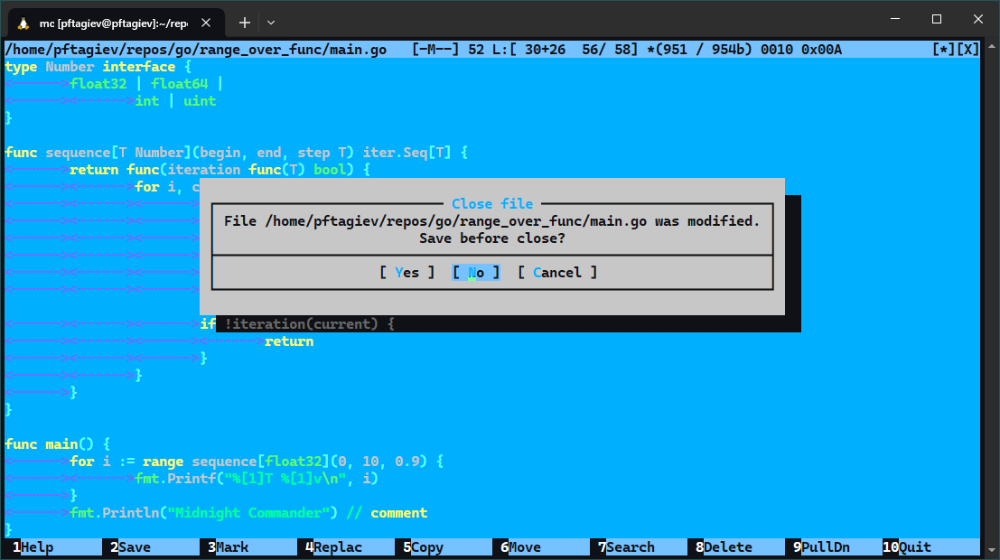 mc [pftagiev@pftagiev]:~/rep
/home/pftagiev/repos/go/range_over_func/main.go [-M--] 52 L:[ 30+26 56/ 58] *(951 / 954b) 0010 0x00A [*][X]
type Number interface {
<------>float32 | float64 |
<------><------>int | uint
}
func sequence[T Number](begin, end, step T) iter.Seq[T] {
<------>return func(iteration func(T) bool) {
<------><------>for i, c
Close file
File /home/pftagiev/repos/go/range_over_func/main.go was modified.
Save before close?
[ Yes ] [ No ] [ Cancel ]
<------><------><------>if !iteration(current) {
<------><------><------><------>return
<------><------><------>}
<------><------>}
<------>}
}
func main() {
<------>for i := range sequence[float32](0, 10, 0.9) {
<------><------>fmt.Printf("%[1]T %[1]v\n", i)
<------>}
<------>fmt.Println("Midnight Commander") // comment
}
1Help 2Save 3Mark 4Replac 5Copy 6Move 7Search 8Delete 9PullDn 10Quit